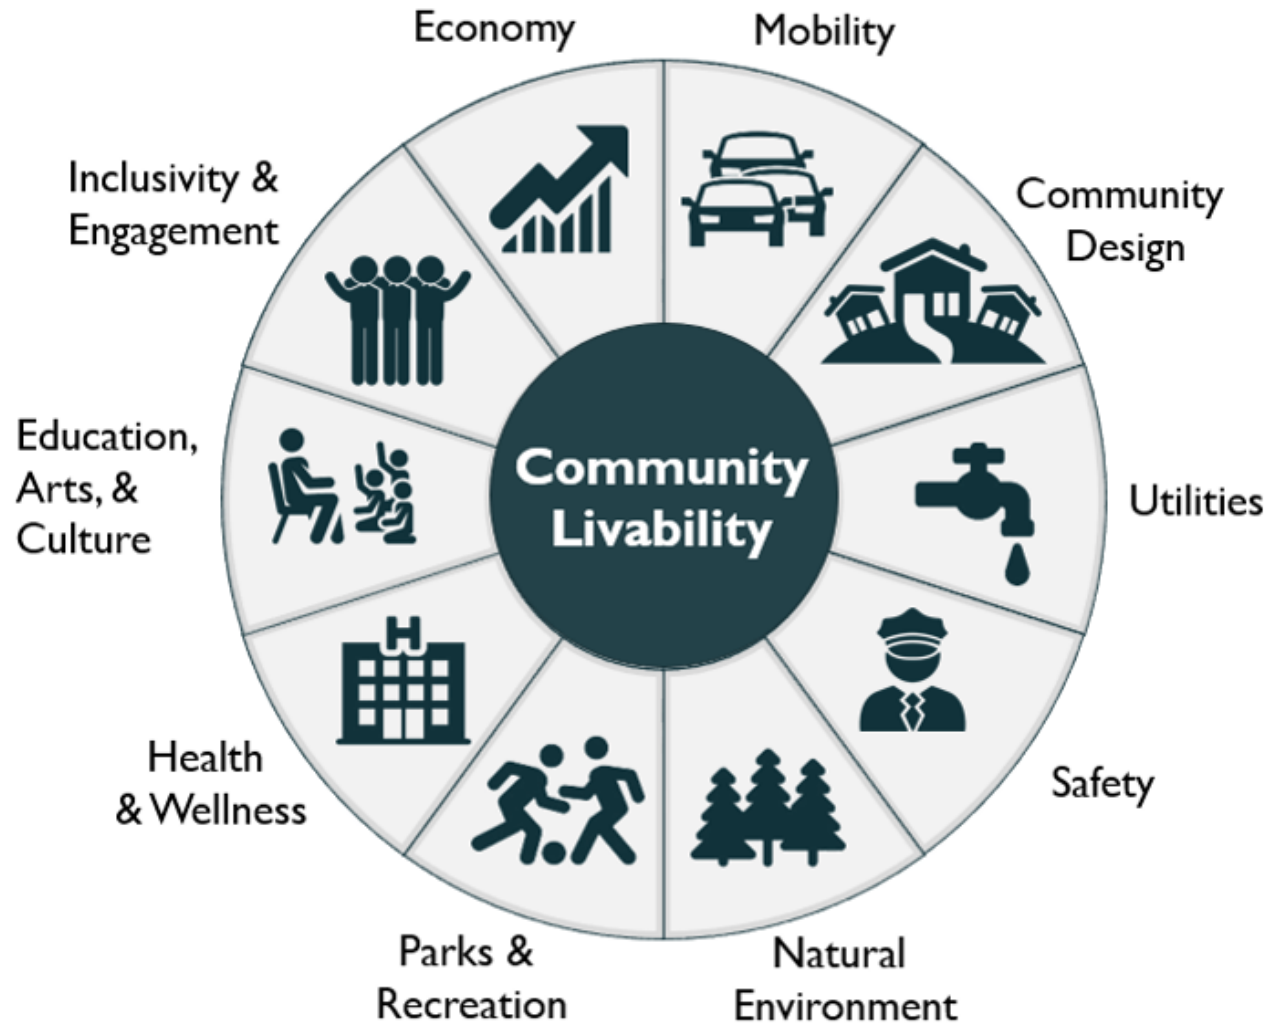 Economy
Mobility
Inclusivity &
Engagement
Community
Design
Education,
Arts, &
Culture
Community
Livability
Utilities
Health
& Wellness
Safety
Parks &
Recreation
Natural
Environment
H